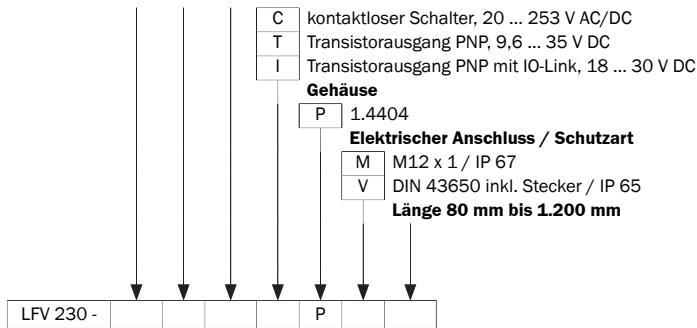 C kontaktloser Schalter, 20 ... 253 V AC/DC
T Transistorausgang PNP, 9,6 ... 35 V DC
I Transistorausgang PNP mit IO-Link, 18 ... 30 V DC
Gehäuse
P 1.4404
Elektrischer Anschluss / Schutzart
M M12 x 1 / IP 67
V DIN 43650 inkl. Stecker / IP 65
Länge 80 mm bis 1.200 mm
LFV 230 - P